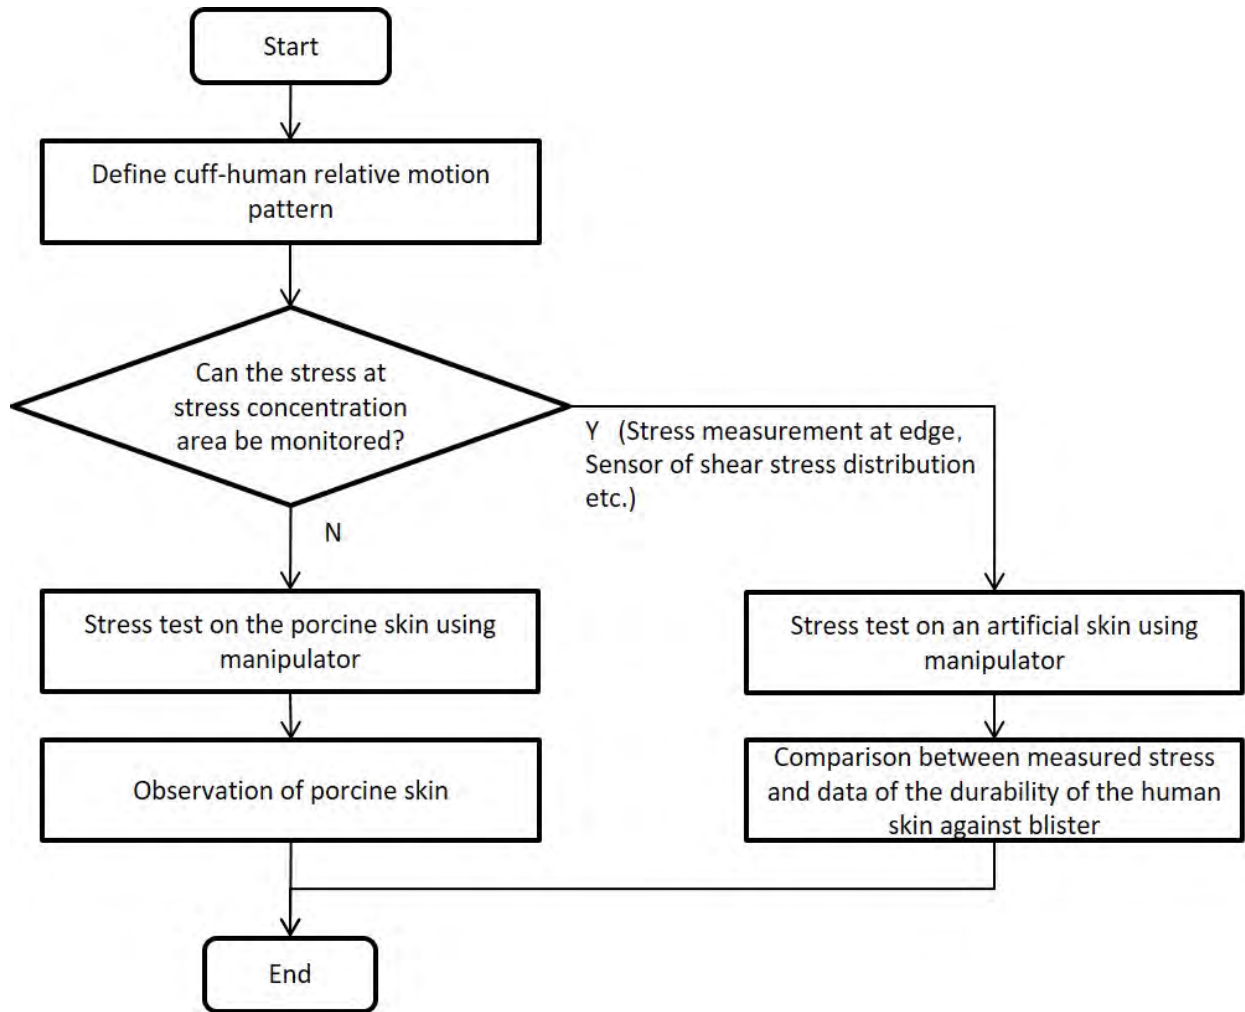 Start
Define cuff-human relative motion
pattern
Can the stress at
stress concentration
area be monitored?
Y (Stress measurement at edge,
Sensor of shear stress distribution
etc.)
N
Stress test on the porcine skin using
manipulator
Observation of porcine skin
Stress test on an artificial skin using
manipulator
Comparison between measured stress
and data of the durability of the human
skin against blister
End